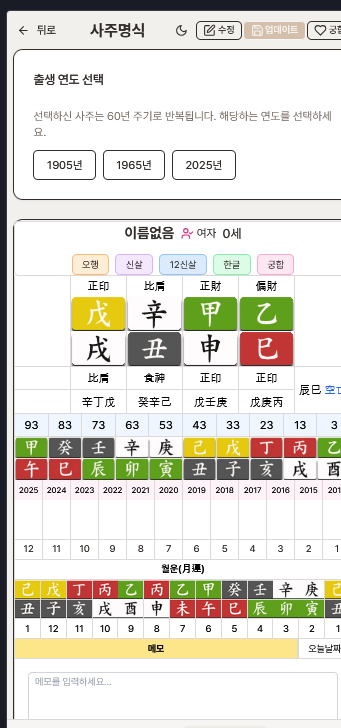 뒤로 사주명식 수정 업데이트 궁합
출생 연도 선택
선택하신 사주는 60년 주기로 반복됩니다. 해당하는 연도를 선택하세
요.
1905년 1965년 2025년
이름없음 여자 0세
오행 신살 12신살 한글 궁합
正印 比肩 正財 偏財
戊 辛 甲 乙
戌 丑 申 巳
比肩 食神 正印 正印
辛丁戊 癸辛己 戊壬庚 戊庚丙
辰巳 空
93 83 73 63 53 43 33 23 13 3
甲 癸 壬 辛 庚 己 戊 丁 丙 乙
午 巳 辰 卯 寅 丑 子 亥 戌 酉
2025 2024 2023 2022 2021 2020 2019 2018 2017 2016 2015 201
12 11 10 9 8 7 6 5 4 3 2 1
월운(月運)
己 戊 丁 丙 乙 乙 甲 癸 壬 辛 庚 己
丑 子 亥 戌 酉 申 未 午 巳 辰 卯 寅 丑
1 12 11 10 9 8 7 6 5 4 3 2 1
메모 오늘날짜
메모를 입력하세요...